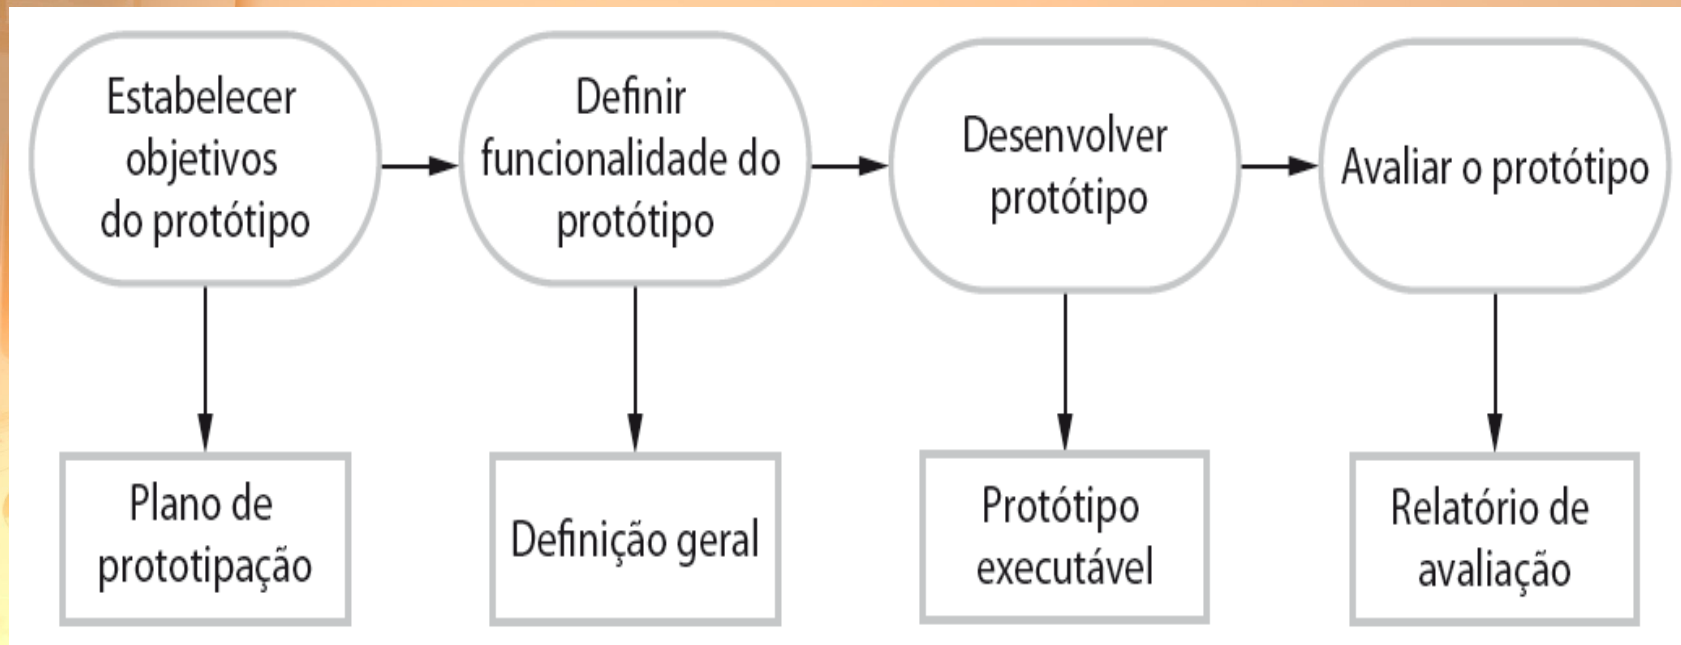 Estabelecer
objetivos
do protótipo
Definir
funcionalidade do
protótipo
Desenvolver
protótipo
Avaliar o protótipo
Plano de
prototipação
Definição geral
Protótipo
executável
Relatório de
avaliação